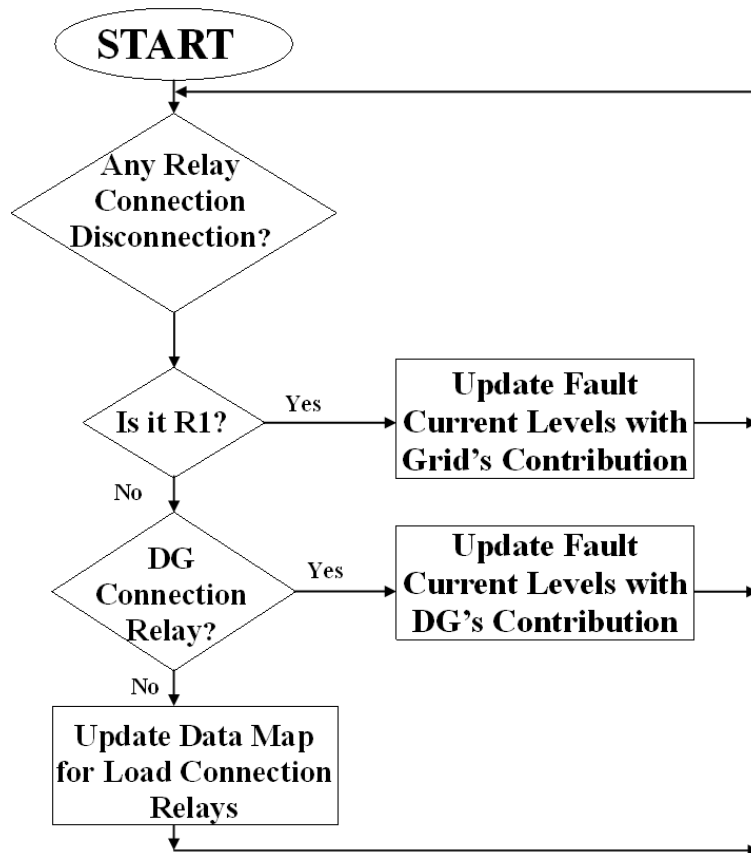 START
Any Relay
Connection
Disconnection?
Is it R1?
Yes
Update Fault
Current Levels with
Grid's Contribution
No
DG
Connection
Relay?
Yes
Update Fault
Current Levels with
DG's Contribution
No
Update Data Map
for Load Connection
Relays